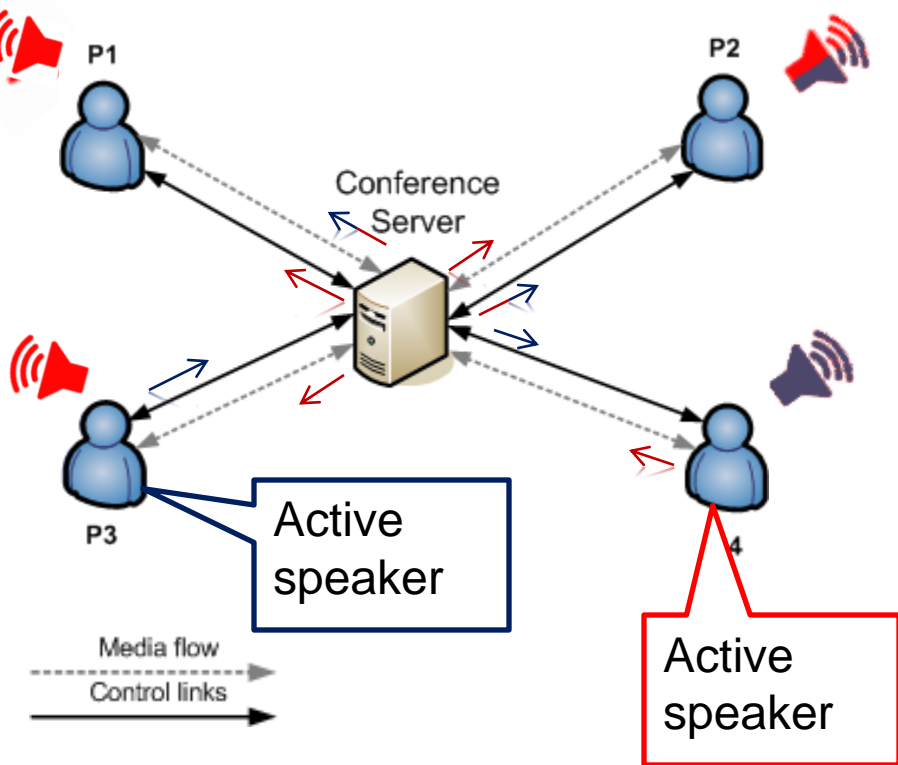 P1
P2
Conference
Server
P3
4
Active
speaker
Active
speaker
Media flow
Control links